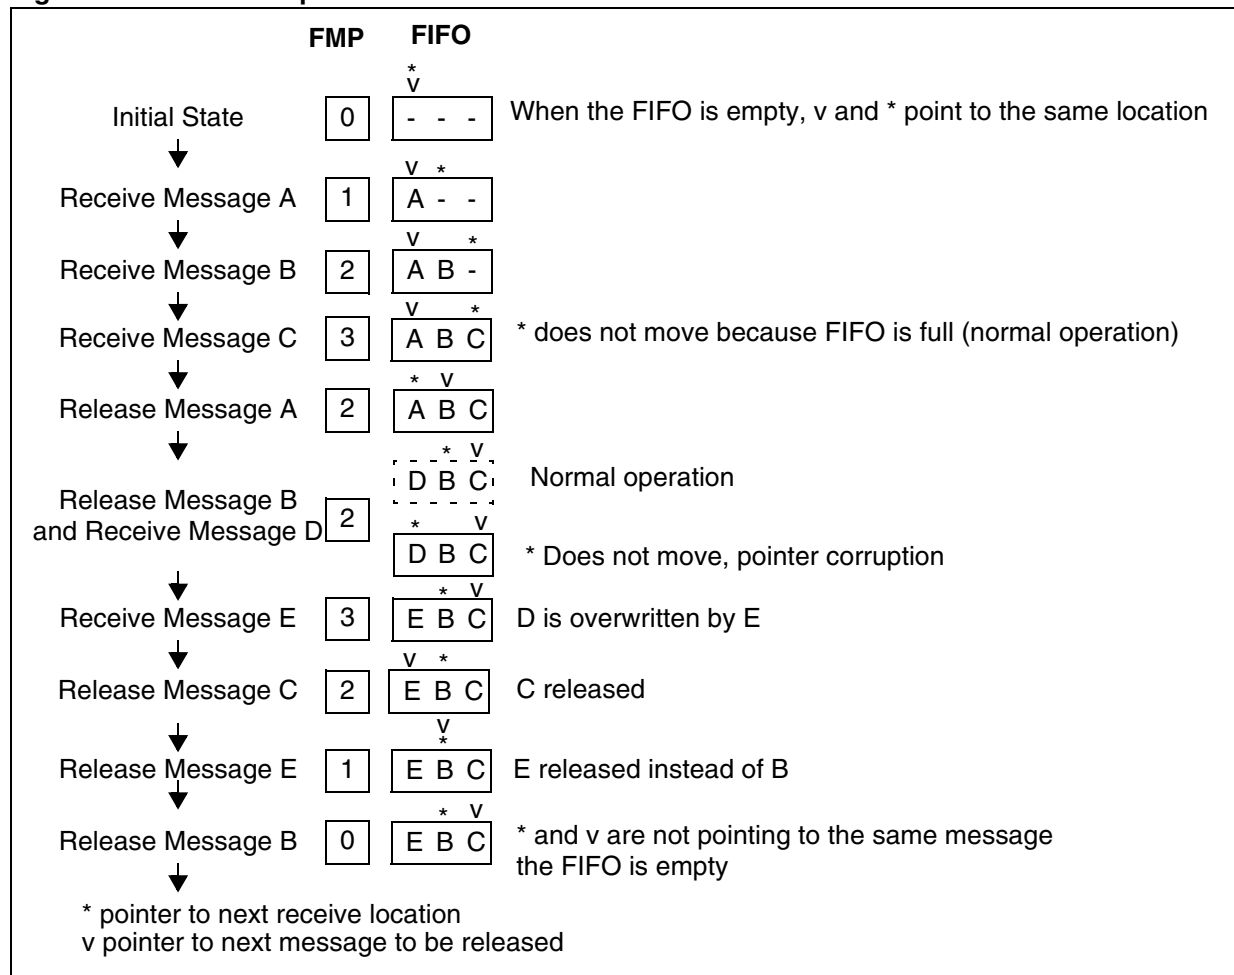 FMP FIFO
*
v
Initial State 0 - - - When the FIFO is empty, v and * point to the same location
v *
Receive Message A 1 A - -
v *
Receive Message B 2 A B -
v *
Receive Message C 3 A B C * does not move because FIFO is full (normal operation)
* v
Release Message A 2 A B C
* v
D B C Normal operation
Release Message B
and Receive Message D 2
* v
D B C * Does not move, pointer corruption
* v
Receive Message E 3 E B C D is overwritten by E
v *
Release Message C 2 E B C C released
v
*
Release Message E 1 E B C E released instead of B
* v
Release Message B 0 E B C * and v are not pointing to the same message
the FIFO is empty
* pointer to next receive location
v pointer to next message to be released